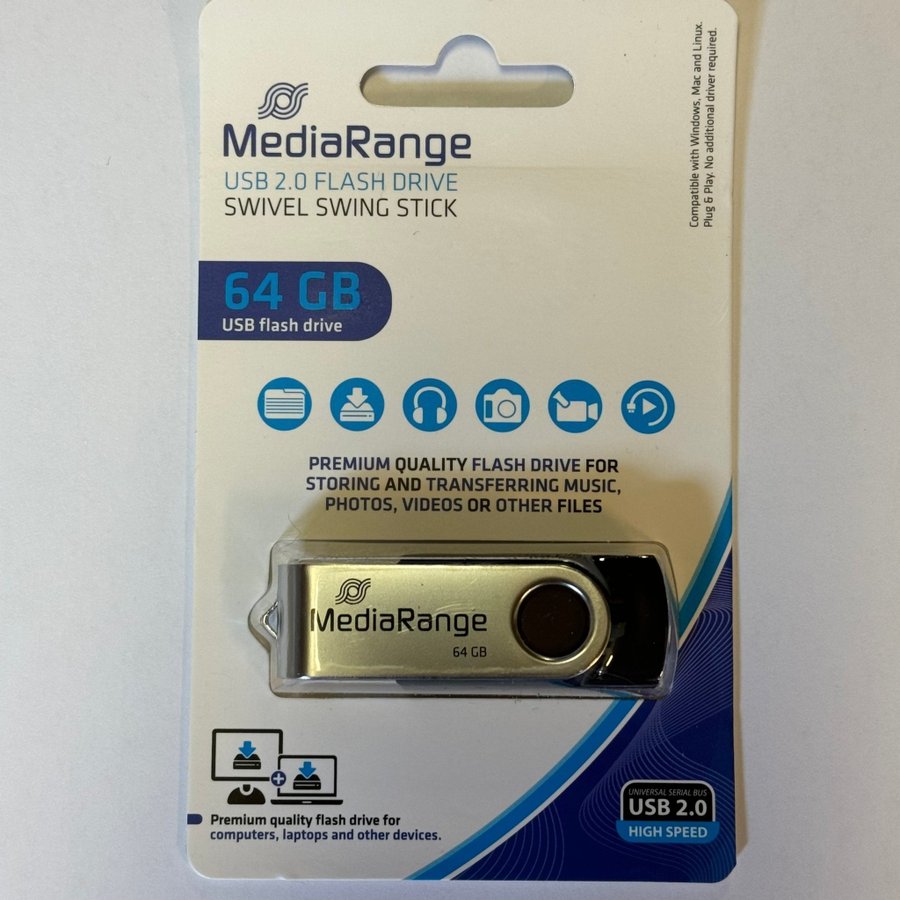 MediaRange
USB 2.0 FLASH DRIVE
SWIVEL SWING STICK
Compatible with Windows, Mac and Linux.
Plug & Play. No additional driver required.
64 GB
USB flash drive
PREMIUM QUALITY FLASH DRIVE FOR
STORING AND TRANSFERRING MUSIC,
PHOTOS, VIDEOS OR OTHER FILES
MediaRange
64 GB
Premium quality flash drive for
computers, laptops and other devices.
UNIVERSAL SERIAL BUS
USB 2.0
HIGH SPEED